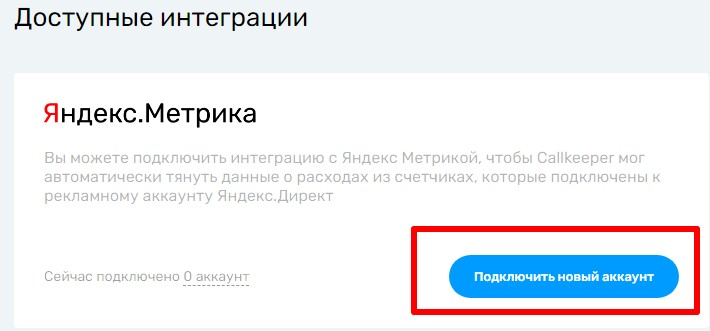 Доступные интеграции
Яндекс.Метрика
Вы можете подключить интеграцию с Яндекс Метрикой, чтобы Callkeeper мог
автоматически тянуть данные о расходах из счетчиков, которые подключены к
рекламному аккаунту Яндекс.Директ
Сейчас подключено 0 аккаунт
Подключить новый аккаунт